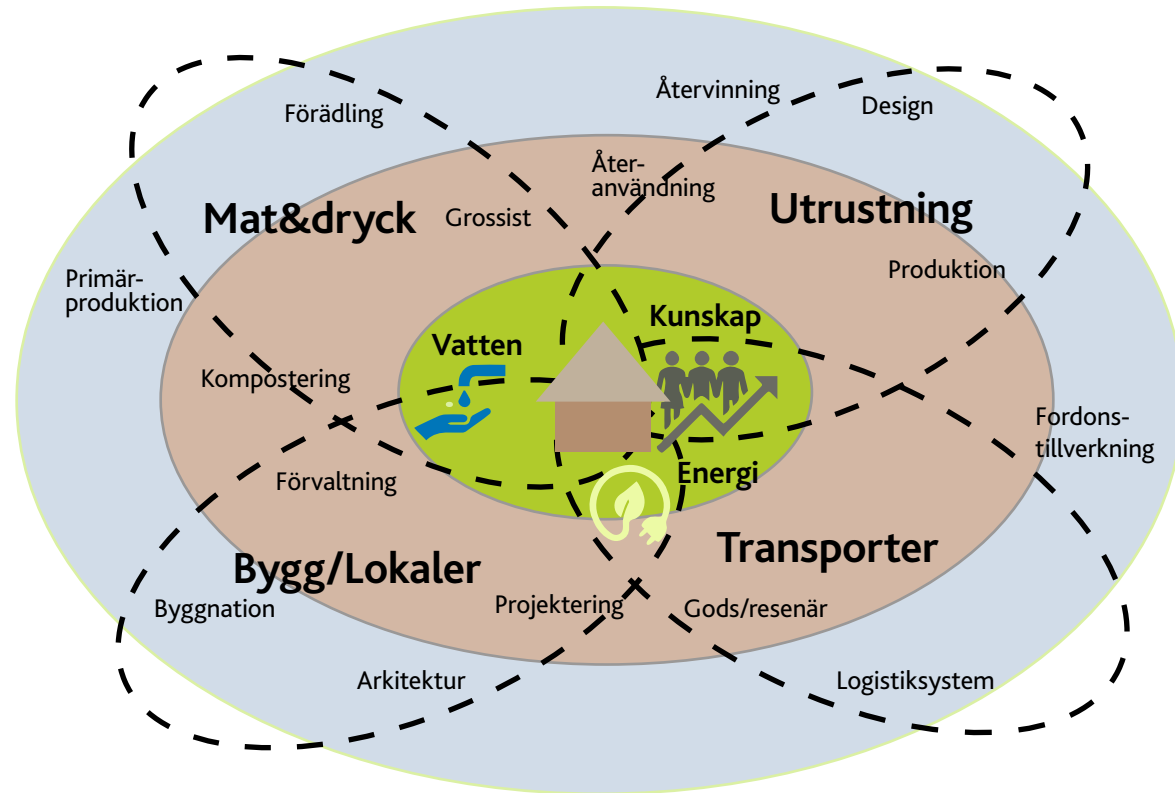 Återvinning
Design
Förädling
Åter-
användning
Mat&dryck
Grossist
Utrustning
Primär-
produktion
Produktion
Kunskap
Vatten
Kompostering
Fordons-
tillverkning
Förvaltning
Energi
Bygg/Lokaler
Transporter
Byggnation
Projektering
Gods/resenär
Arkitektur
Logistiksystem